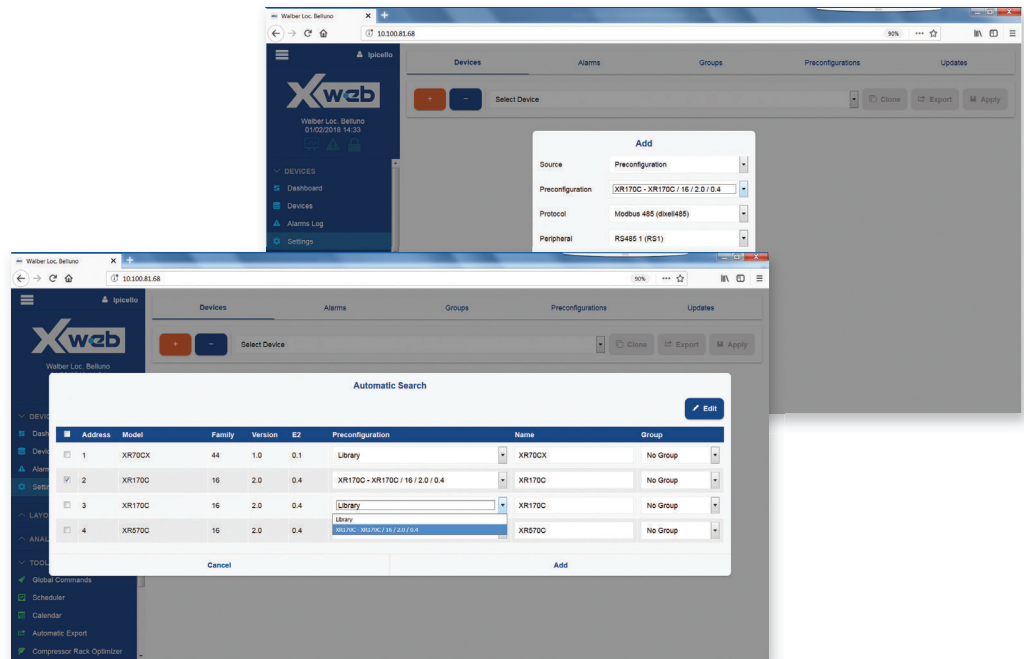 Walber Loc. Belluno
10.100.81.68
90%
lpicello
Devices Alarms Groups Preconfigurations Updates
Xweb
+ - Select Device Clone Export Apply
Walber Loc. Belluno
01/02/2018 14:33
Add
Source Preconfiguration
Preconfiguration XR170C - XR170C / 16 / 2.0 / 0.4
Protocol Modbus 485 (dixell485)
Peripheral RS485 1 (RS1)
DEVICES
Dashboard
Devices
Alarms Log
Settings
Walber Loc. Belluno
10.100.81.68
90%
lpicello
Devices Alarms Groups Preconfigurations Updates
Xweb
+ - Select Device Clone Export Apply
Walber Loc. Belluno
Automatic Search
Edit
Address Model Family Version E2 Preconfiguration Name Group
1 XR70CX 44 1.0 0.1 Library XR70CX No Group
2 XR170C 16 2.0 0.4 XR170C - XR170C / 16 / 2.0 / 0.4 XR170C No Group
3 XR170C 16 2.0 0.4 Library XR170C No Group
Library
XR170C - XR170C / 16 / 2.0 / 0.4
4 XR570C 16 2.0 0.4 XR570C No Group
Cancel Add
DEVIC
Dash
Devic
Alarm
Settin
LAYO
ANAL
TOOL
Global Commands
Scheduler
Calendar
Automatic Export
Compressor Rack Optimizer